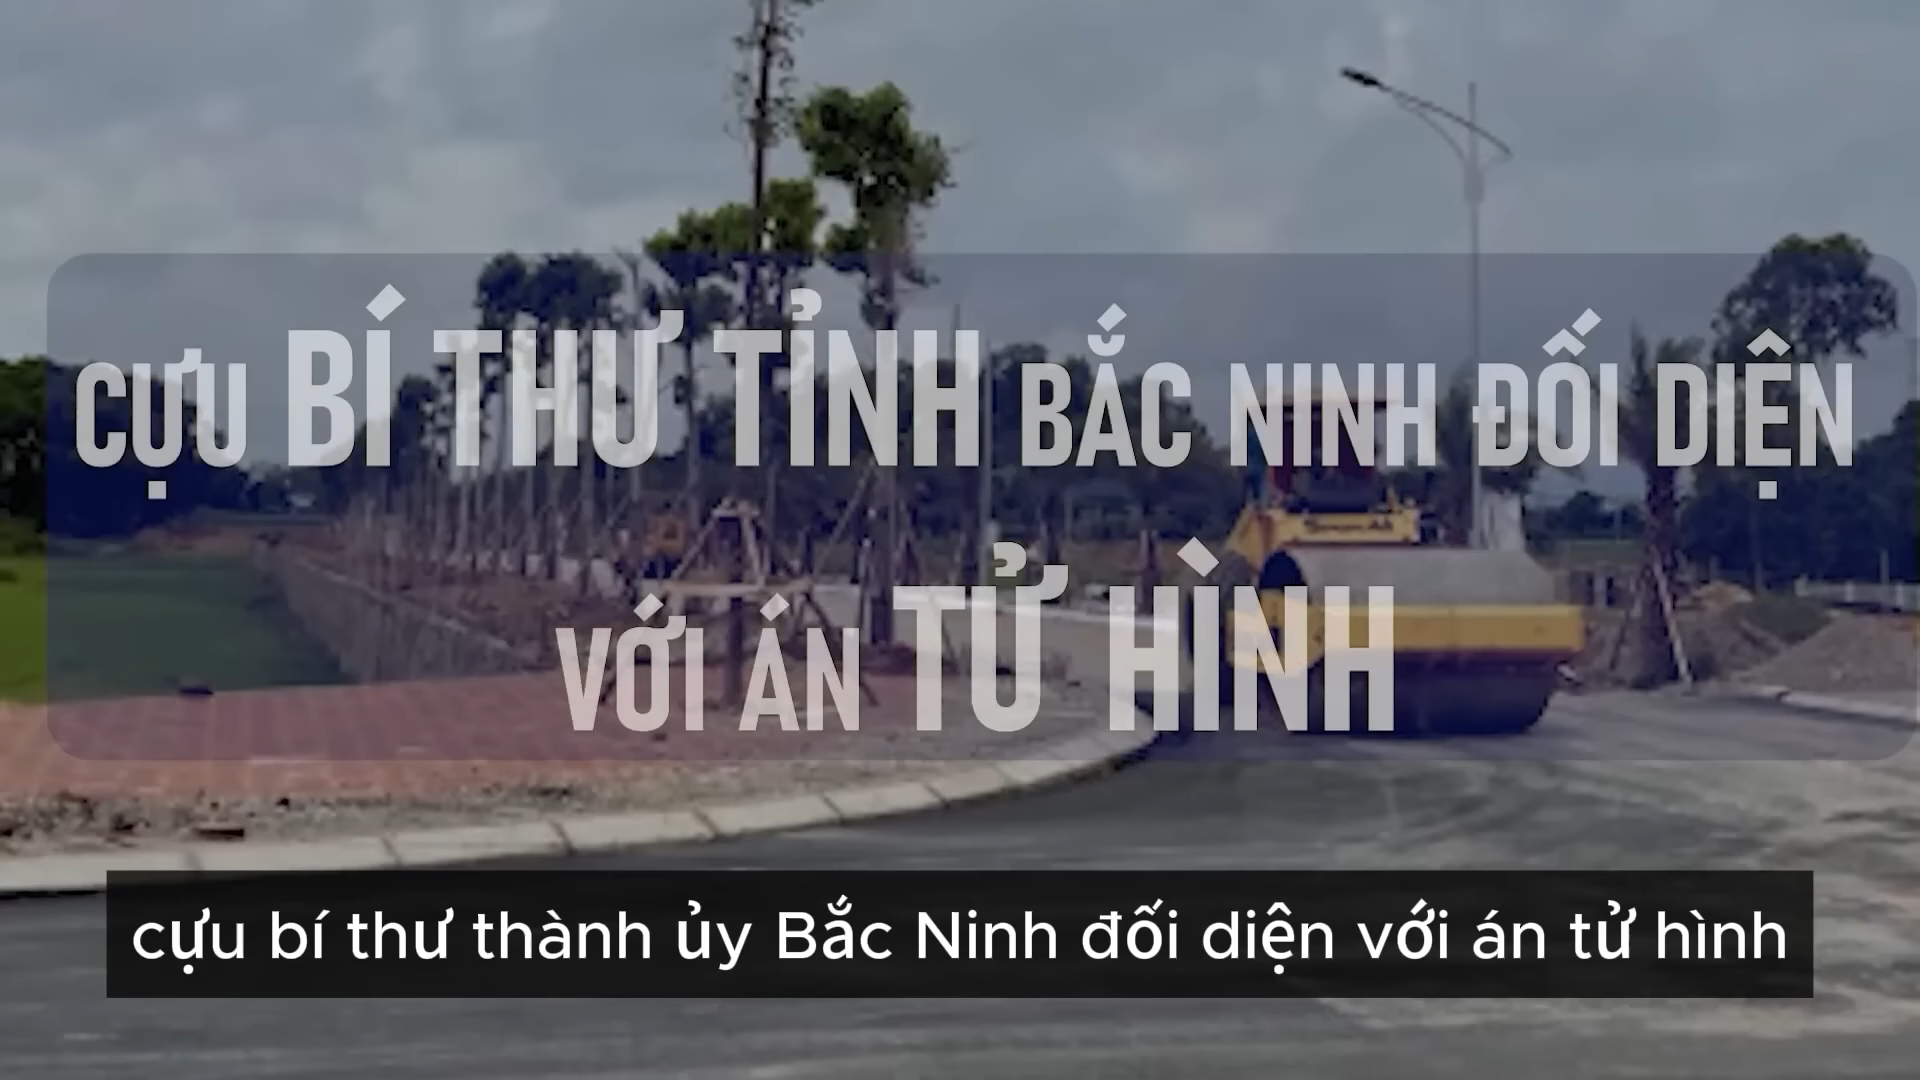 CỰU BÍ THƯ TỈNH BẮC NINH ĐỐI DIỆN
VỚI ÁN TỬ HÌNH
cựu bí thư thành ủy Bắc Ninh đối diện với án tử hình